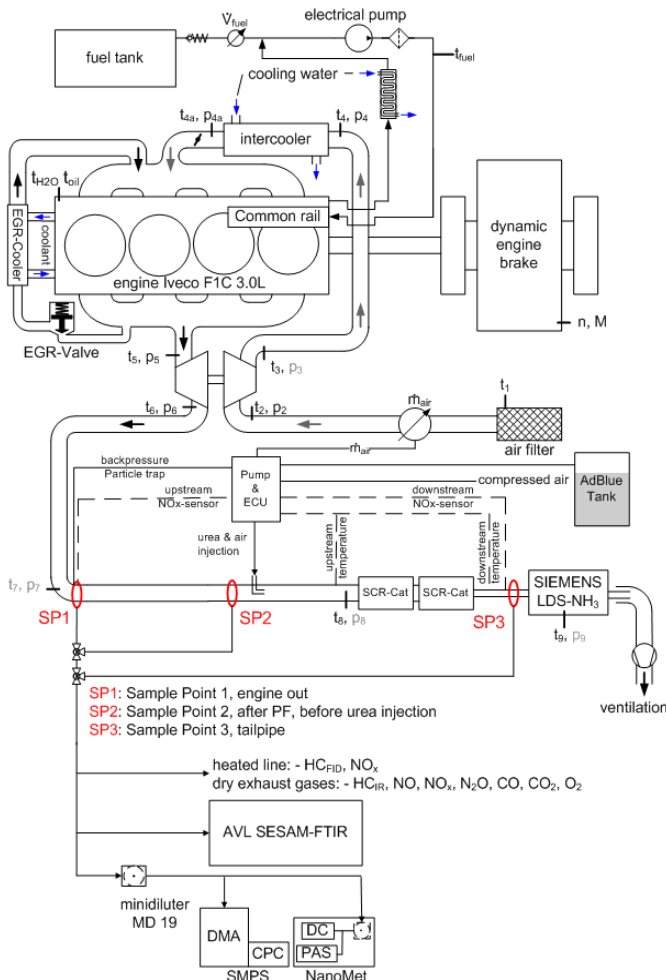 V̇fuel
electrical pump
fuel tank
tfuel
cooling water
t4a, p4a
t4, p4
intercooler
tH2O
toil
Common rail
EGR-Cooler
coolant
engine Iveco F1C 3.0L
dynamic
engine
brake
n, M
EGR-Valve
t5, p5
t3, p3
t6, p6
t2, p2
ṁair
t1
air filter
ṁair
backpressure
Particle trap
upstream
NOx-sensor
Pump
&
ECU
downstream
NOx-sensor
compressed air
AdBlue
Tank
urea & air
injection
upstream
temperature
downstream
temperature
t7, p7
SP1
SP2
t8, p8
SCR-Cat
SCR-Cat
SP3
SIEMENS
LDS-NH3
t9, p9
ventilation
SP1: Sample Point 1, engine out
SP2: Sample Point 2, after PF, before urea injection
SP3: Sample Point 3, tailpipe
heated line: - HCFID, NOx
dry exhaust gases: - HCIR, NO, NOx, N2O, CO, CO2, O2
AVL SESAM-FTIR
minidiluter
MD 19
DMA
CPC
SMPS
DC
PAS
NanoMet